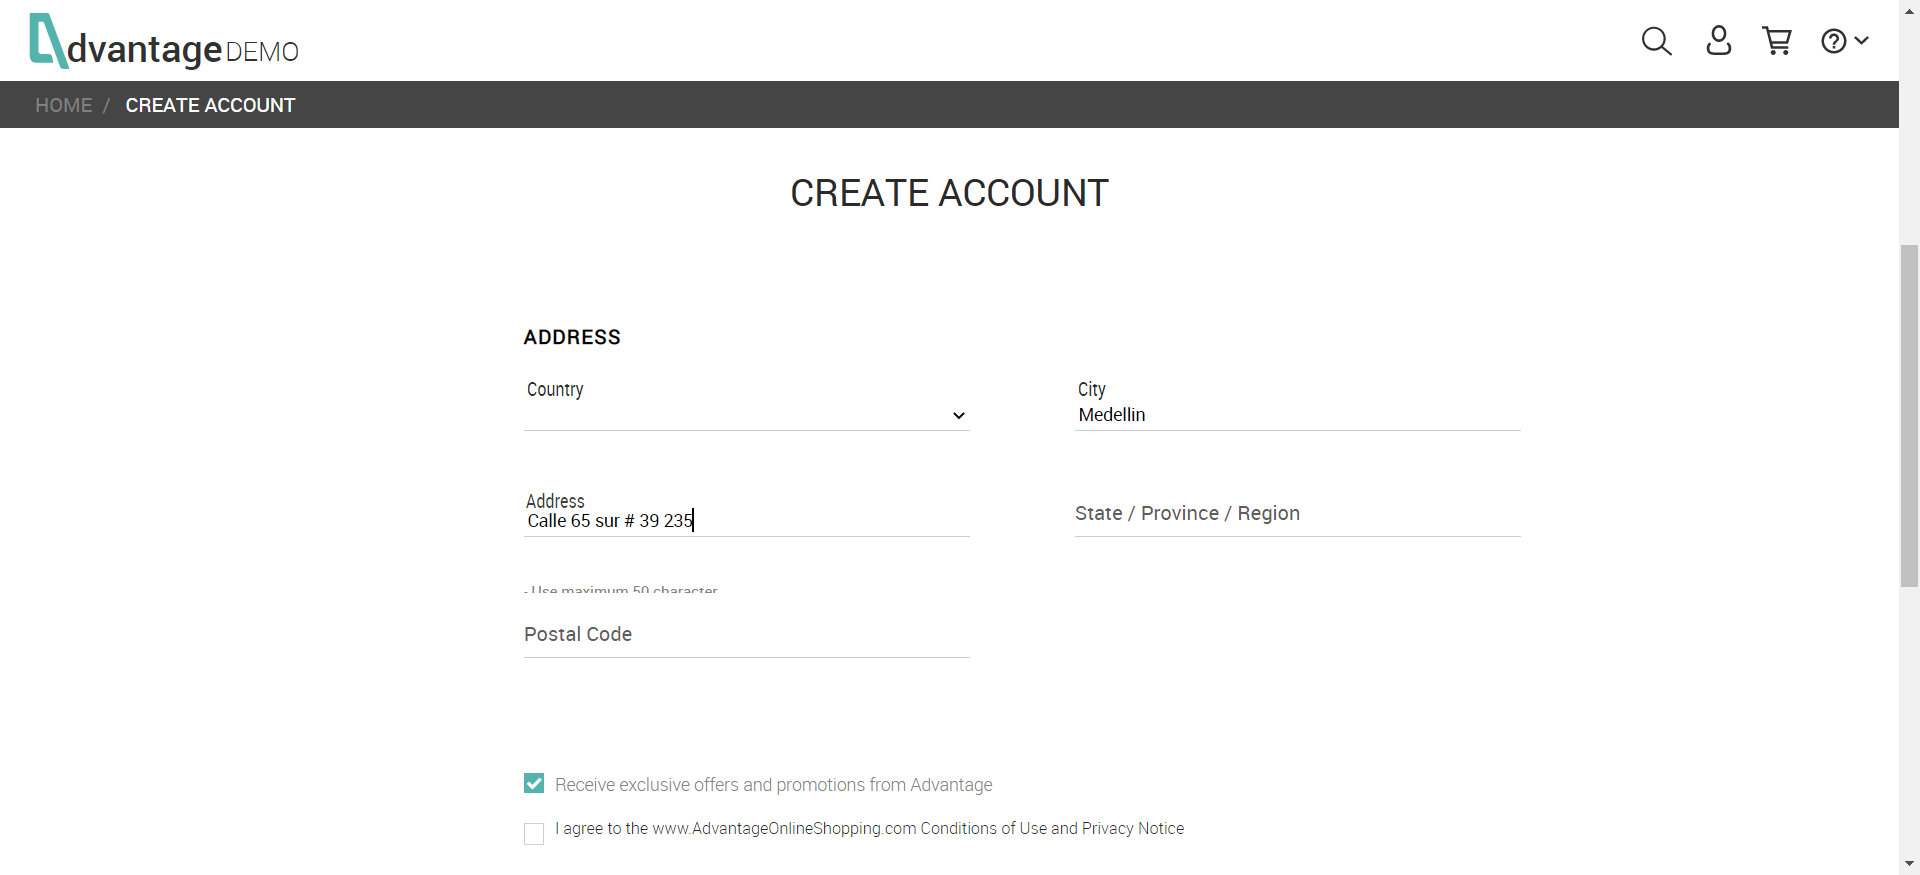 AdvantageDEMO
HOME / CREATE ACCOUNT
CREATE ACCOUNT
ADDRESS
Country
City
Medellin
Address
Calle 65 sur # 39 235
State / Province / Region
- Use maximum 50 character
Postal Code
Receive exclusive offers and promotions from Advantage
I agree to the www.AdvantageOnlineShopping.com Conditions of Use and Privacy Notice